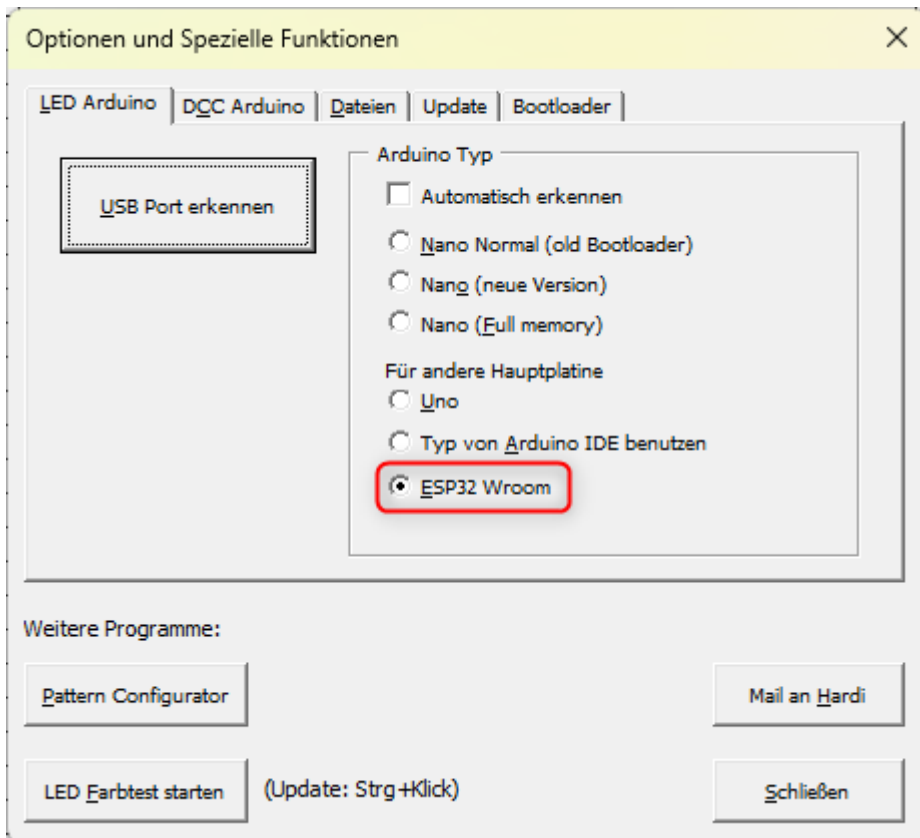 Optionen und Spezielle Funktionen
LED Arduino
DCC Arduino
Dateien
Update
Bootloader
USB Port erkennen
Arduino Typ
Automatisch erkennen
Nano Normal (old Bootloader)
Nano (neue Version)
Nano (Full memory)
Für andere Hauptplatine
Uno
Typ von Arduino IDE benutzen
ESP32 Wroom
Weitere Programme:
Pattern Configurator
Mail an Hardi
LED Farbtest starten
(Update: Strg+Klick)
Schließen